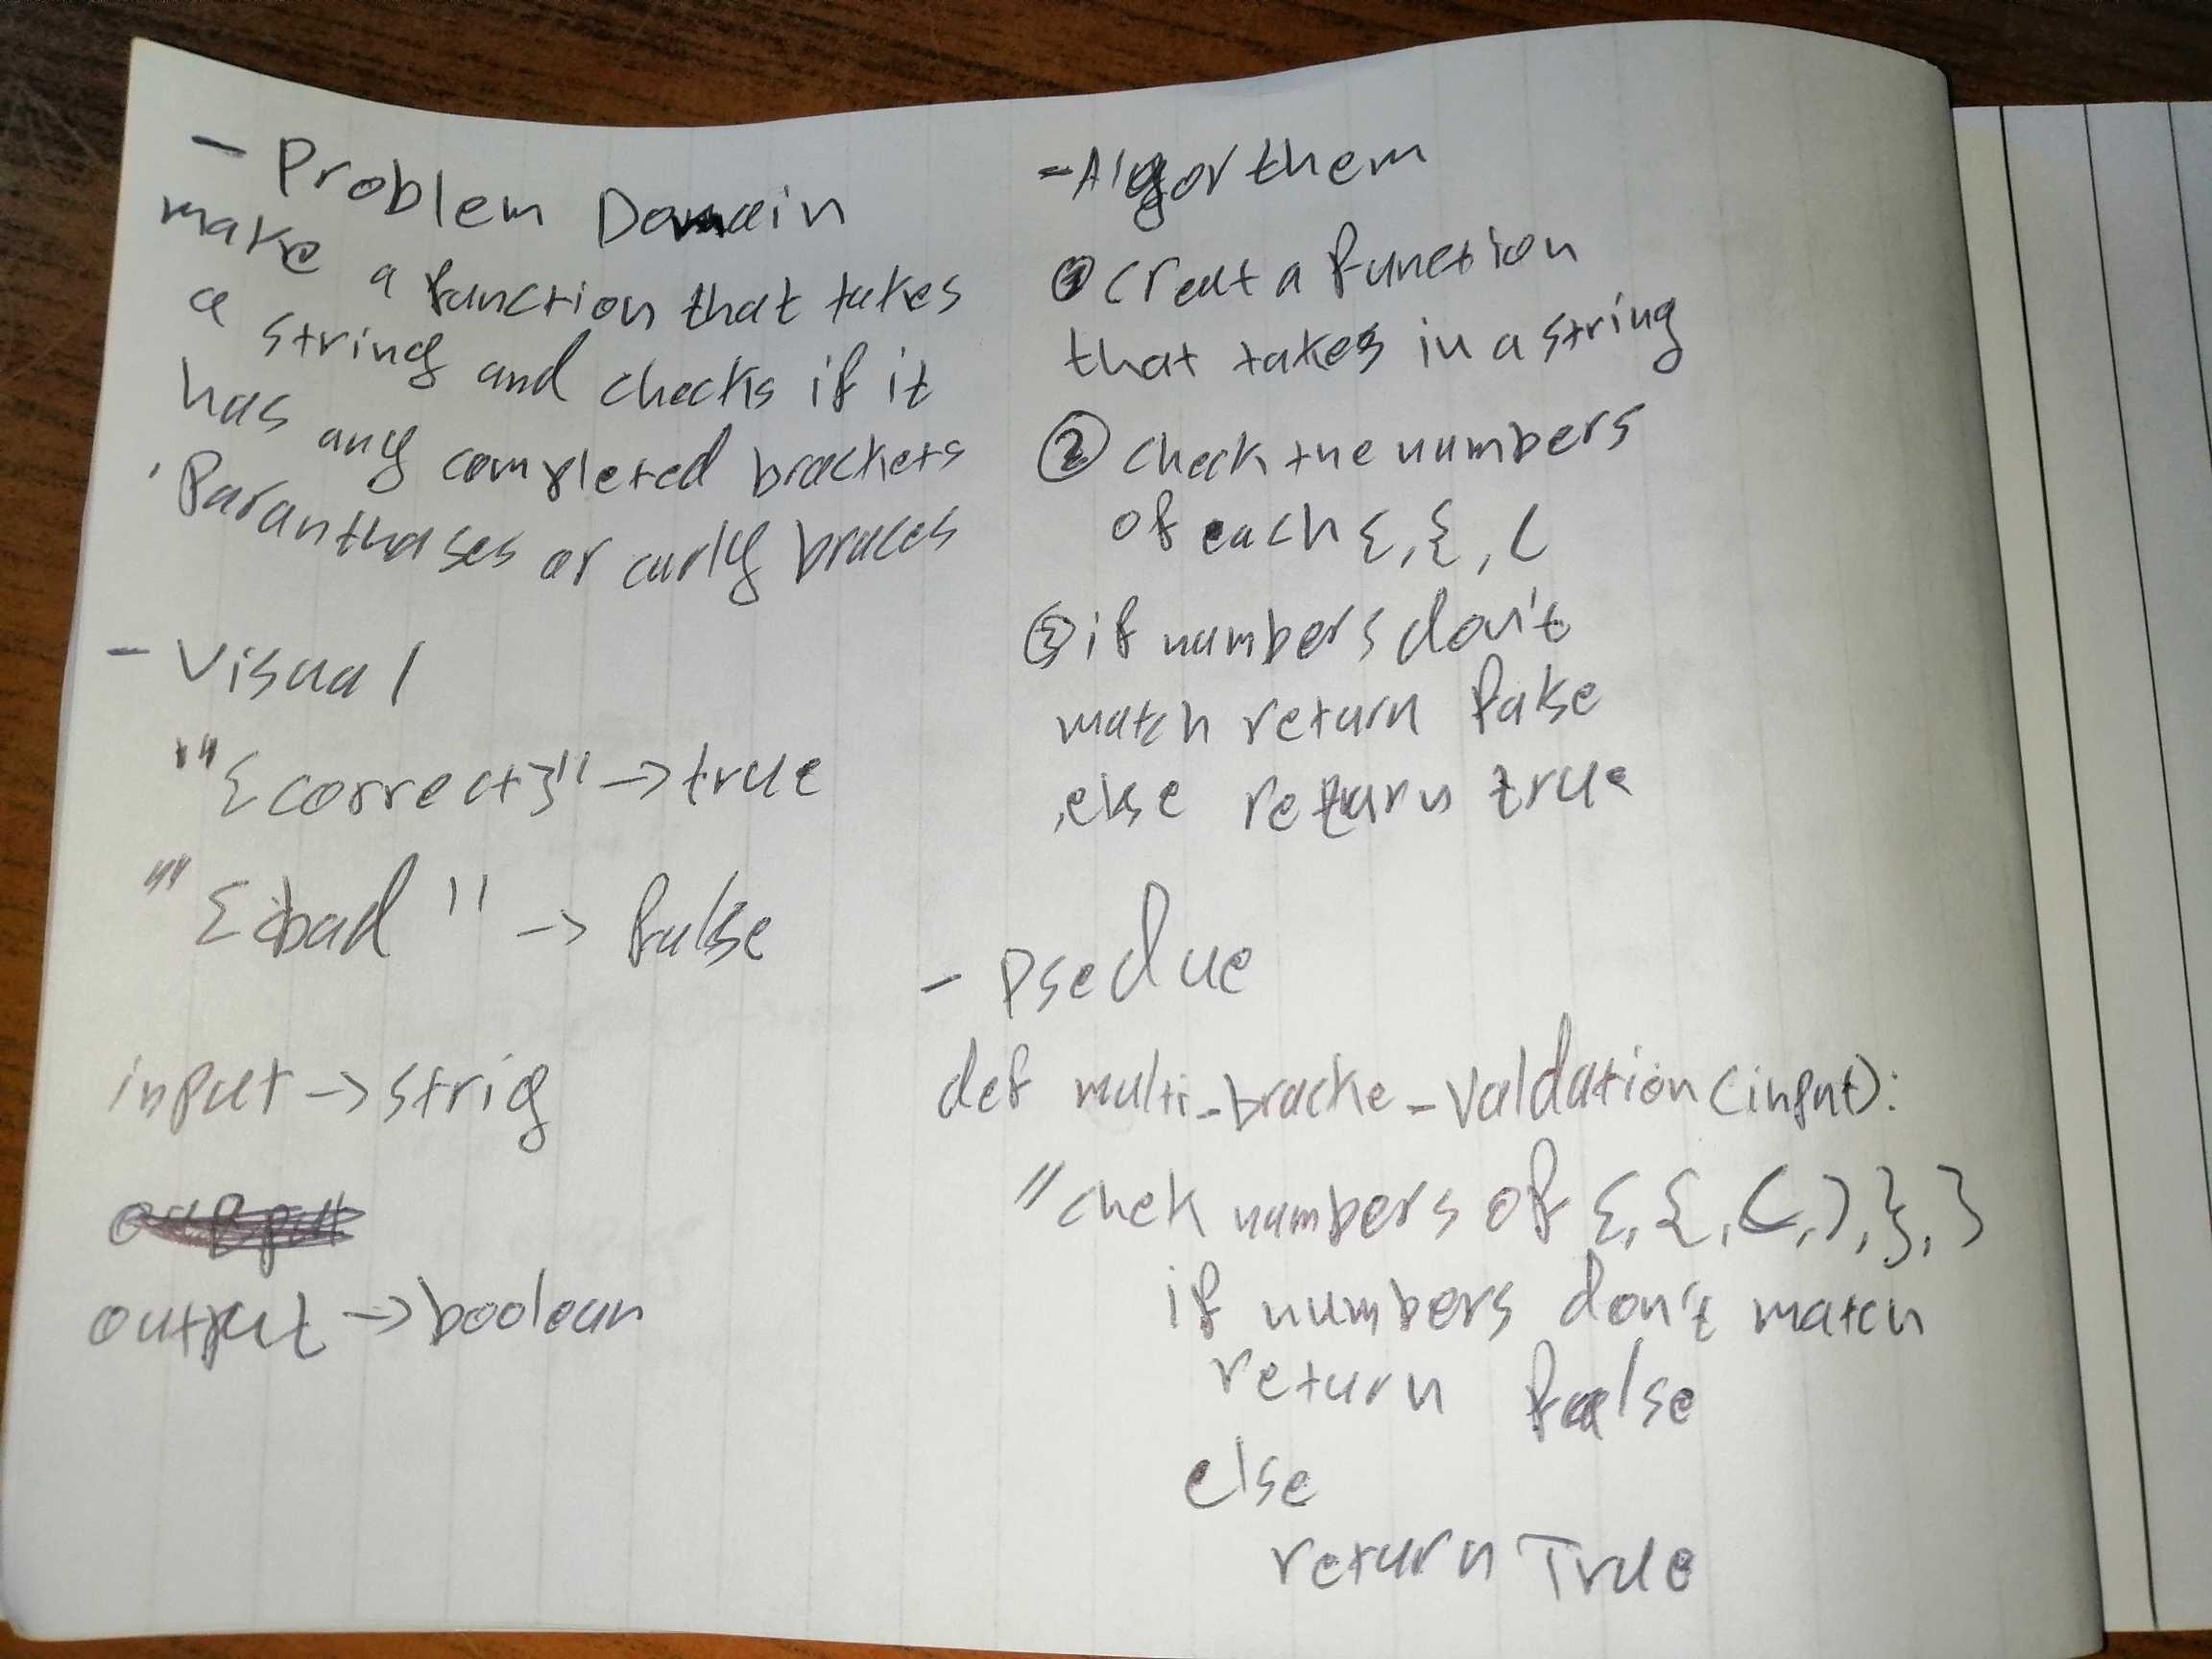 - Problem Domain
make a function that takes
a string and checks if it
has any completed brackets
, Paranthases or curly braces
- Visual
"" {correct}" -> true
"" {bad " -> false
input -> strig
output -> boolean
- Algorthem
① creat a function
that takes in a string
② check the numbers
of each {, {, (
③ if numbers don't
match return false
, else return true
- Psedue
def multi_bracke_valdation(input):
// chek numbers of {, {, (, ), }, }
if numbers don't match
return false
else
return True